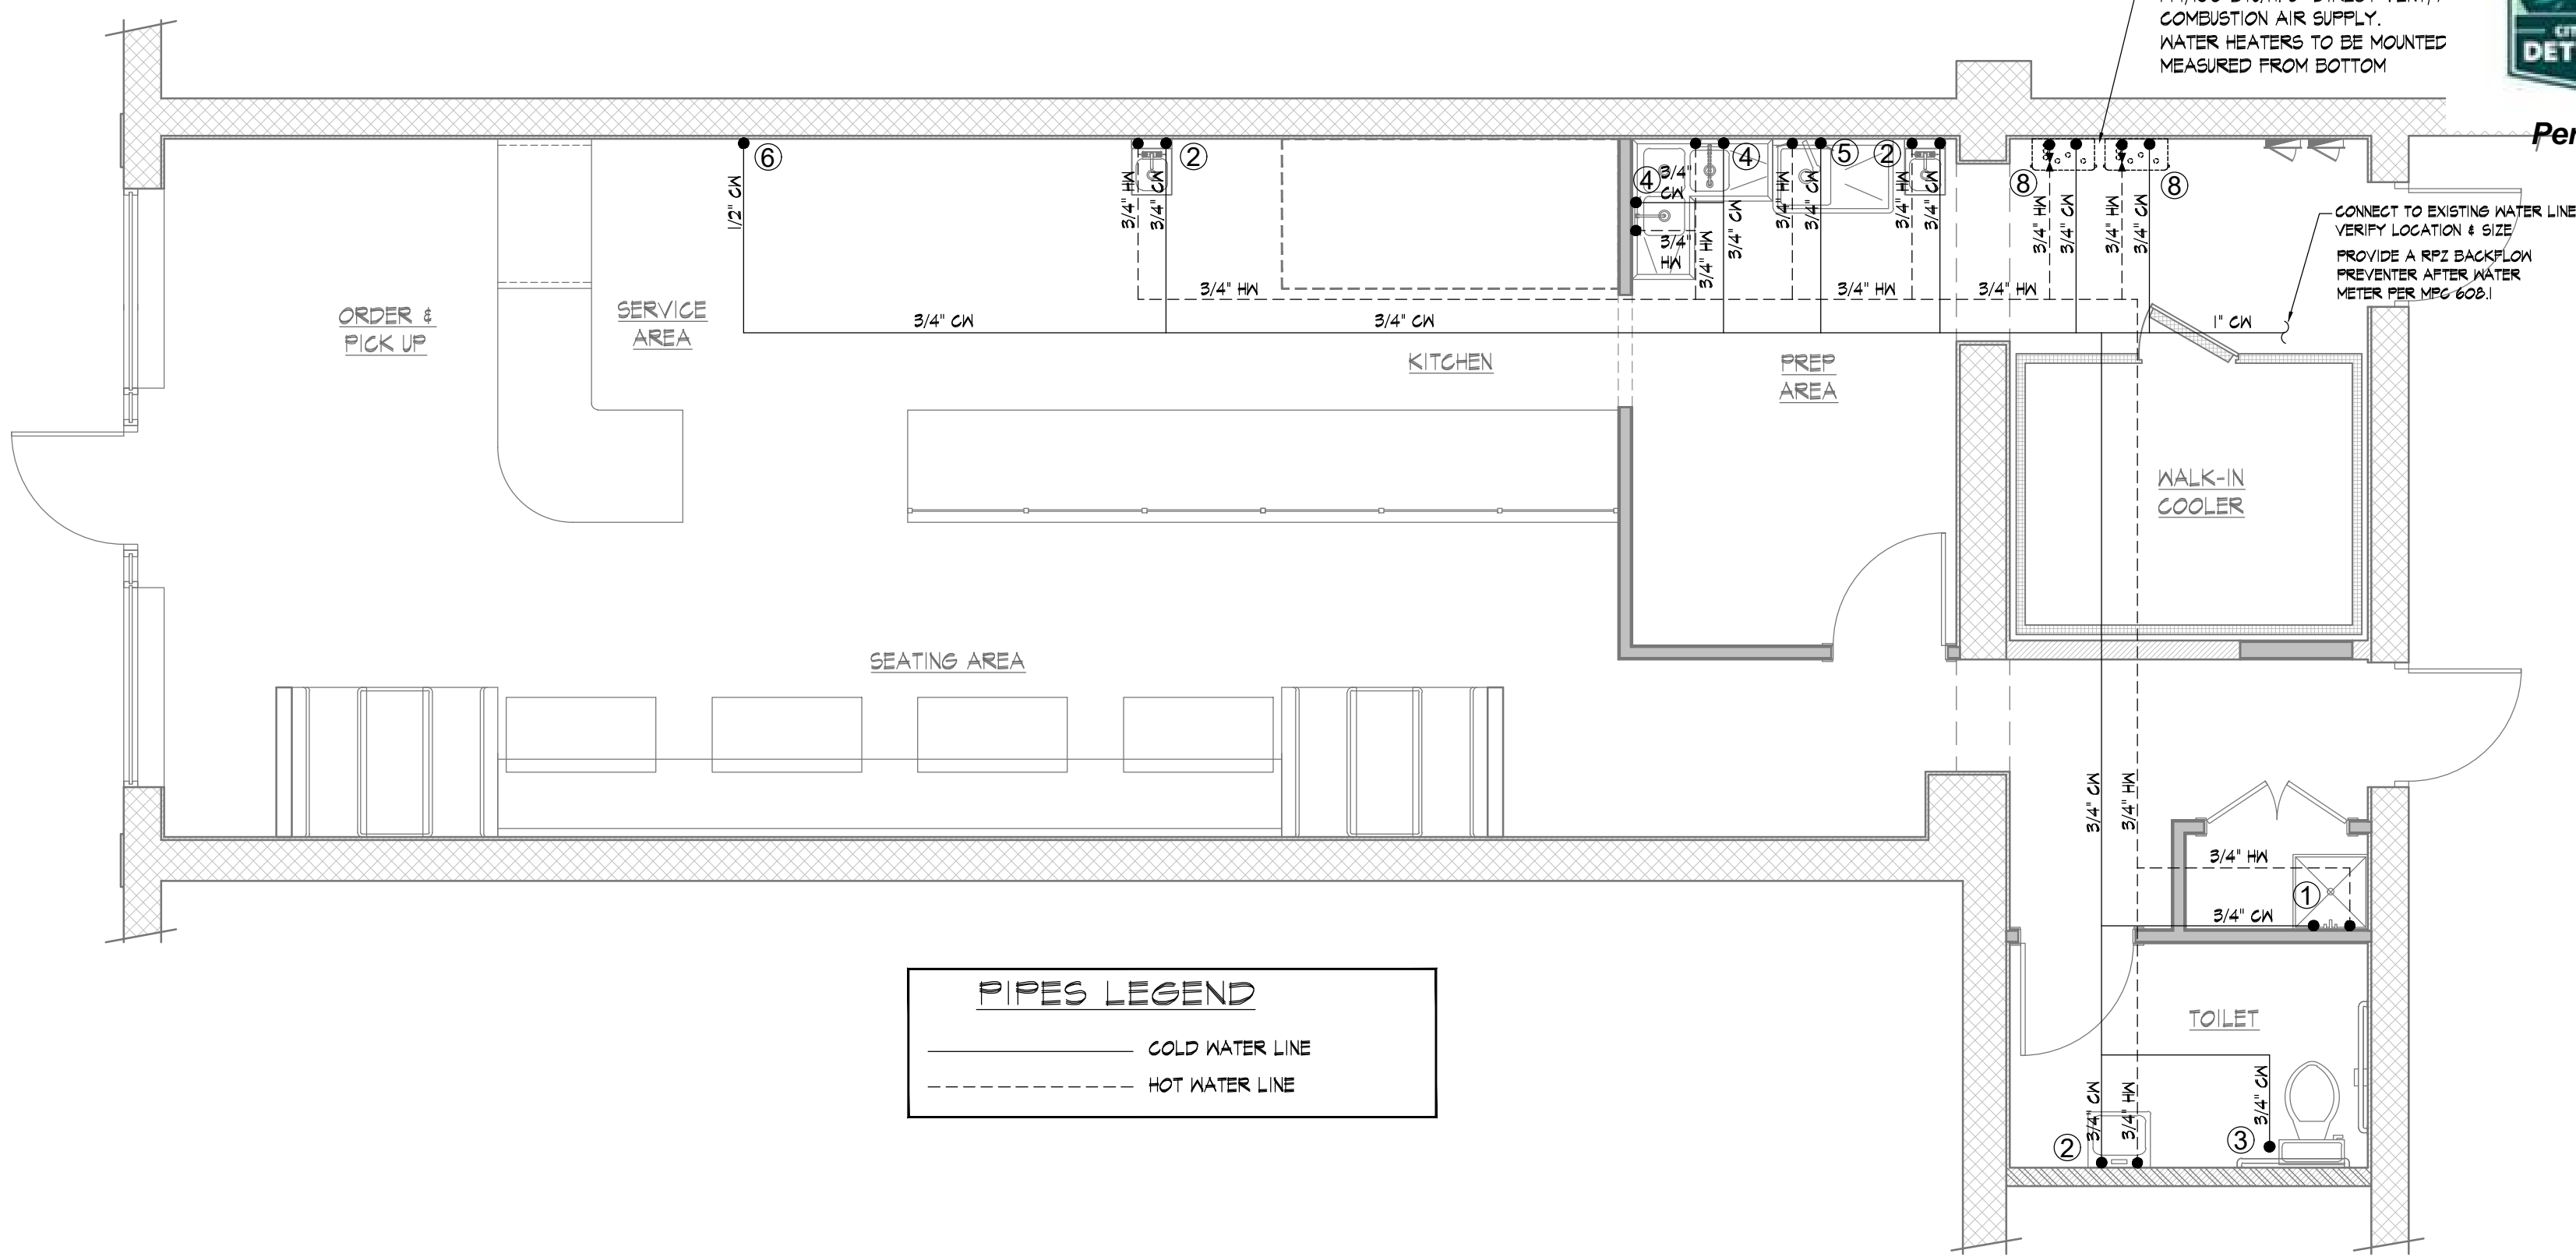 COMBUSTION AIR SUPPLY.
WATER HEATERS TO BE MOUNTED
MEASURED FROM BOTTOM
DET
Per
6
2
4
5
2
8
8
4
1/2" CW
3/4" HW
3/4" CW
3/4"
CW
3/4"
HW
3/4" HW
3/4" CW
3/4" HW
3/4" CW
3/4" HW
3/4" CW
3/4" HW
3/4" CW
3/4" HW
3/4" CW
CONNECT TO EXISTING WATER LINE
VERIFY LOCATION & SIZE
PROVIDE A RPZ BACKFLOW
PREVENTER AFTER WATER
METER PER MPC 608.1
3/4" HW
3/4" HW
3/4" HW
3/4" CW
3/4" CW
1" CW
ORDER &
PICK UP
SERVICE
AREA
KITCHEN
PREP
AREA
WALK-IN
COOLER
SEATING AREA
3/4" CW
3/4" HW
3/4" HW
1
3/4" CW
PIPES LEGEND
COLD WATER LINE
HOT WATER LINE
TOILET
3/4" CW
3/4" HW
3/4" CW
2
3